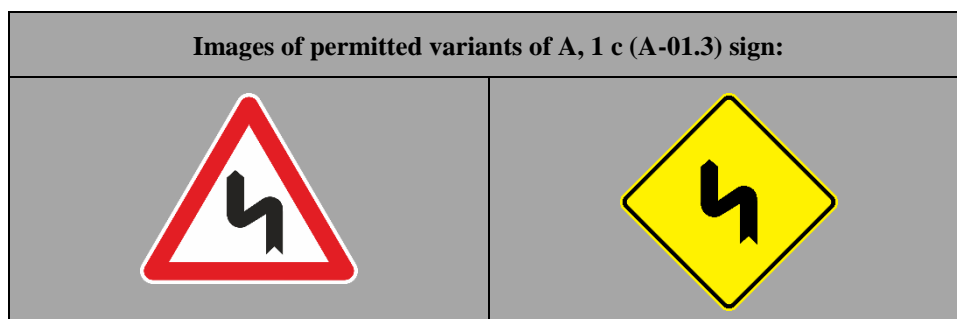 Images of permitted variants of A, 1 c (A-01.3) sign: